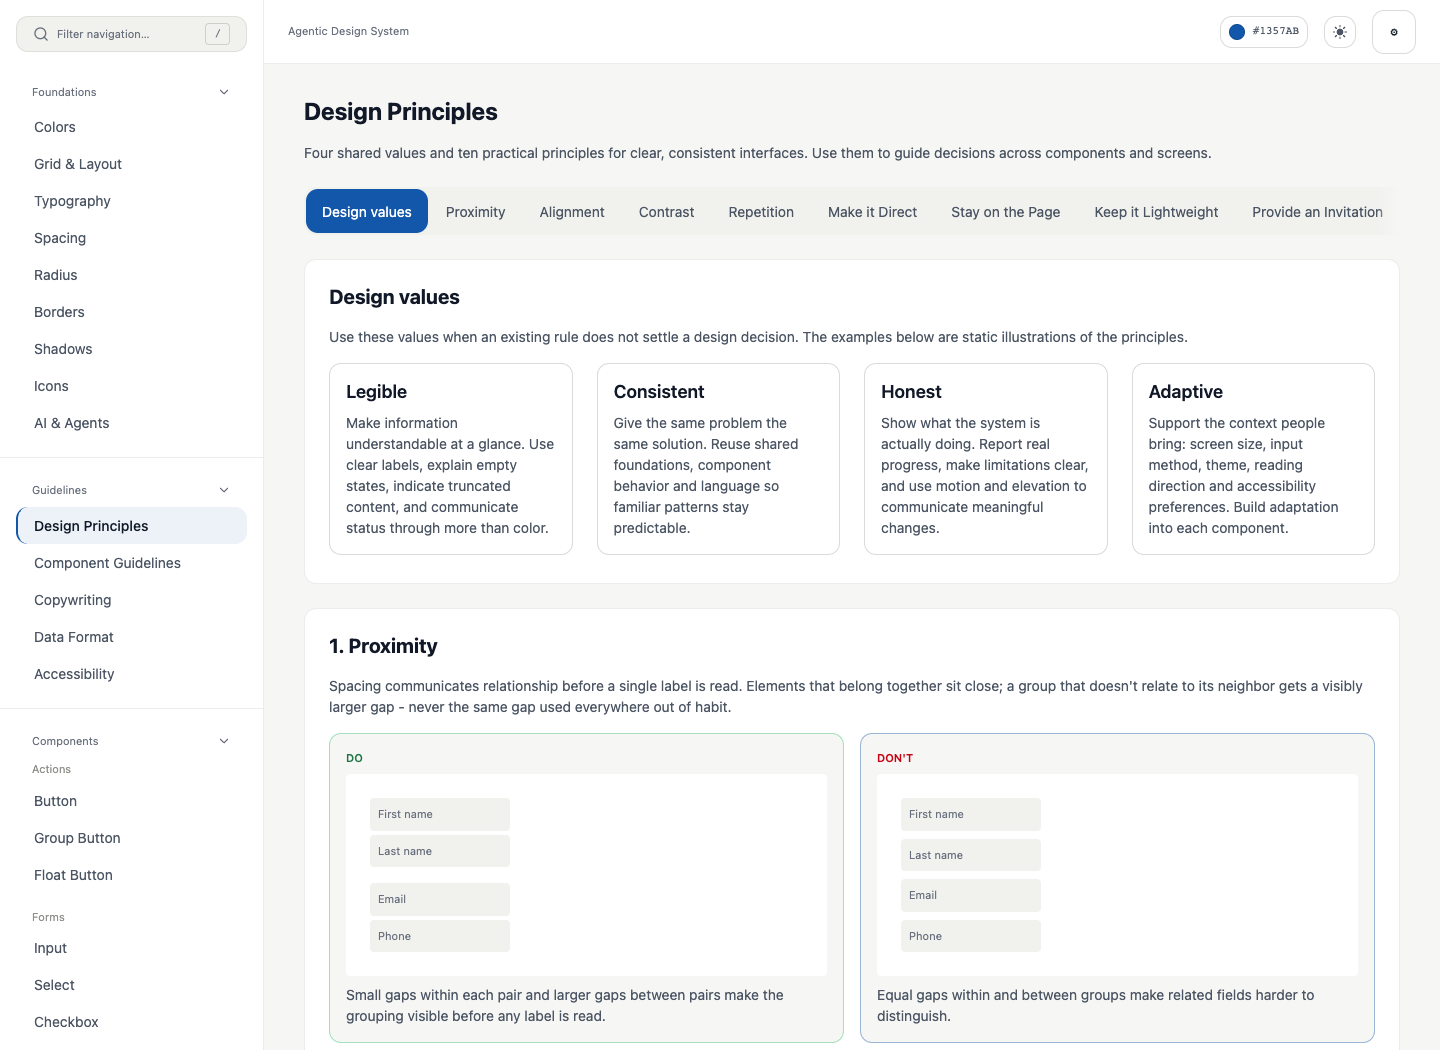 Filter navigation... /
Foundations
Colors
Grid & Layout
Typography
Spacing
Radius
Borders
Shadows
Icons
AI & Agents
Guidelines
Design Principles
Component Guidelines
Copywriting
Data Format
Accessibility
Components
Actions
Button
Group Button
Float Button
Forms
Input
Select
Checkbox
Agentic Design System
#1357AB
Design Principles
Four shared values and ten practical principles for clear, consistent interfaces. Use them to guide decisions across components and screens.
Design values Proximity Alignment Contrast Repetition Make it Direct Stay on the Page Keep it Lightweight Provide an Invitation
Design values
Use these values when an existing rule does not settle a design decision. The examples below are static illustrations of the principles.
Legible
Make information
understandable at a glance. Use
clear labels, explain empty
states, indicate truncated
content, and communicate
status through more than color.
Consistent
Give the same problem the
same solution. Reuse shared
foundations, component
behavior and language so
familiar patterns stay
predictable.
Honest
Show what the system is
actually doing. Report real
progress, make limitations clear,
and use motion and elevation to
communicate meaningful
changes.
Adaptive
Support the context people
bring: screen size, input
method, theme, reading
direction and accessibility
preferences. Build adaptation
into each component.
1. Proximity
Spacing communicates relationship before a single label is read. Elements that belong together sit close; a group that doesn't relate to its neighbor gets a visibly
larger gap - never the same gap used everywhere out of habit.
DO
First name
Last name
Email
Phone
Small gaps within each pair and larger gaps between pairs make the
grouping visible before any label is read.
DON'T
First name
Last name
Email
Phone
Equal gaps within and between groups make related fields harder to
distinguish.